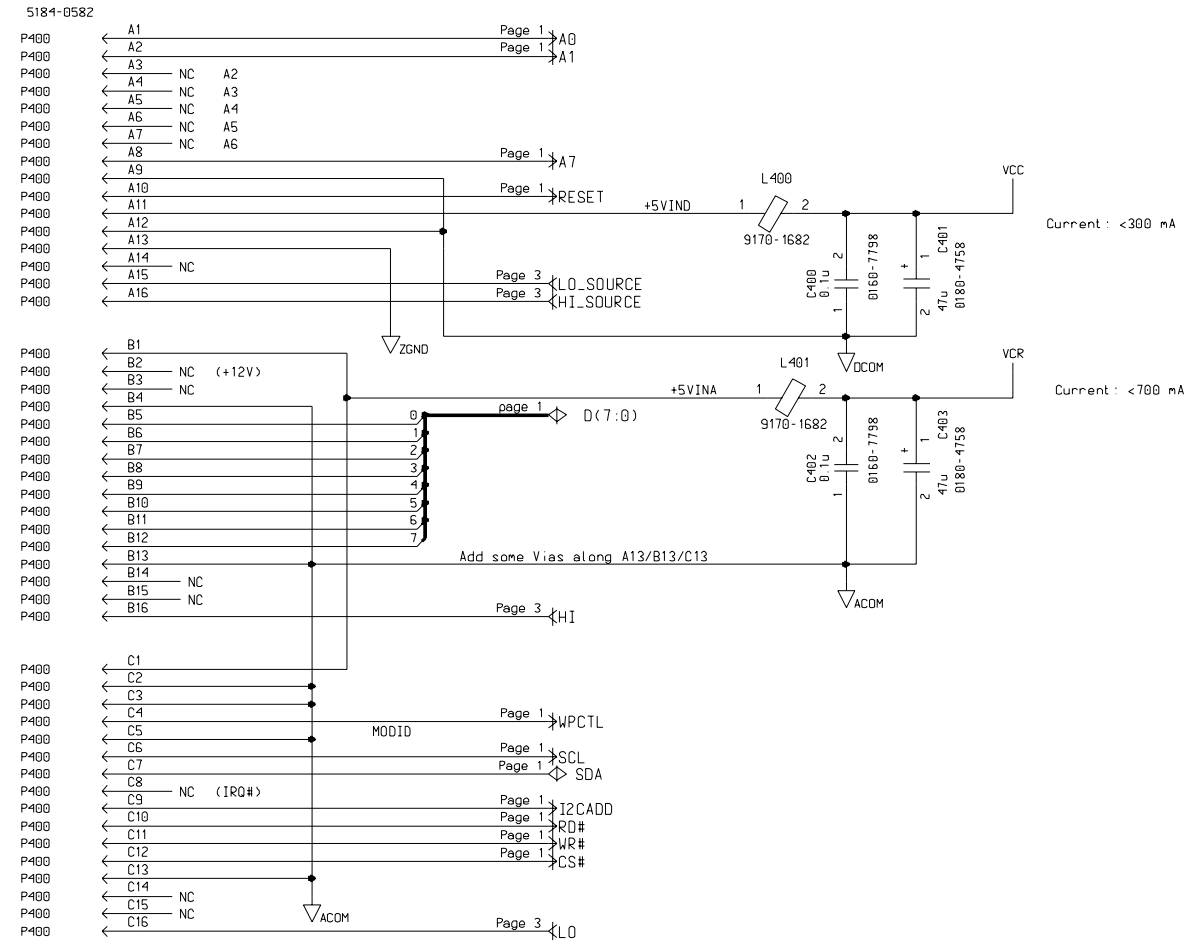 5184-0582
P400 A1 Page 1 A0
P400 A2 Page 1 A1
P400 A3 NC A2
P400 A4 NC A3
P400 A5 NC A4
P400 A6 NC A5
P400 A7 NC A6
P400 A8 Page 1 A7
P400 A9
P400 A10 Page 1 RESET
P400 A11 +5VIND 1 L400 2 VCC
9170-1682
Current: <300 mA
P400 A12
P400 A13
P400 A14 NC
P400 A15 Page 3 LO_SOURCE
P400 A16 Page 3 HI_SOURCE
2 1 C400 0.1u 0160-7798
+ 1 2 C401 47u 0180-4758
ZGND
DCOM
P400 B1
P400 B2 NC (+12V)
P400 B3 NC
+5VINA 1 L401 2 VCR
9170-1682
Current: <700 mA
P400 B4
P400 B5 0 page 1 D(7:0)
P400 B6 1
P400 B7 2
P400 B8 3
P400 B9 4
P400 B10 5
P400 B11 6
P400 B12 7
2 1 C402 0.1u 0160-7798
+ 1 2 C403 47u 0180-4758
P400 B13 Add some Vias along A13/B13/C13
P400 B14 NC
P400 B15 NC
ACOM
P400 B16 Page 3 HI
P400 C1
P400 C2
P400 C3
P400 C4 Page 1 WPCTL
P400 C5 MODID
P400 C6 Page 1 SCL
P400 C7 Page 1 SDA
P400 C8 NC (IRQ#)
P400 C9 Page 1 I2CADD
P400 C10 Page 1 RD#
P400 C11 Page 1 WR#
P400 C12 Page 1 CS#
P400 C13
P400 C14 NC
P400 C15 NC
ACOM
P400 C16 Page 3 LO